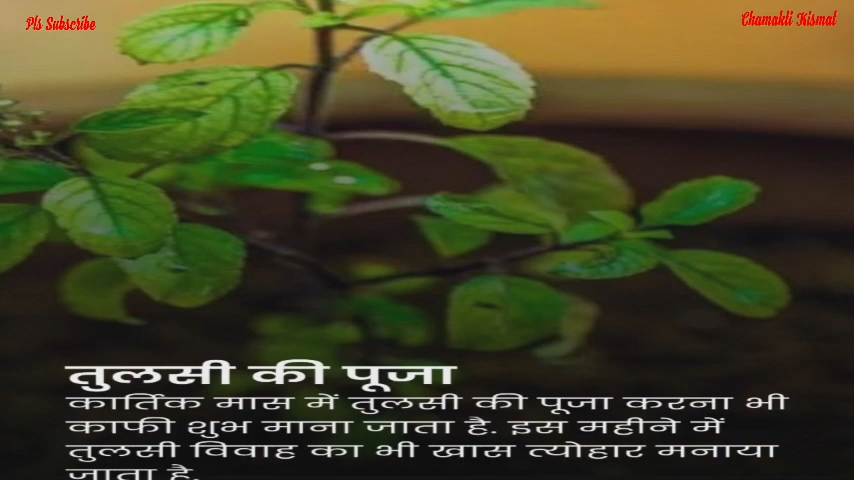 Pls Subscribe
Chamakti Kismat
तुलसी की पूजा
कार्तिक मास में तुलसी की पूजा करना भी
काफी शुभ माना जाता है. इस महीने में
तुलसी विवाह का भी खास त्योहार मनाया
जाता है.